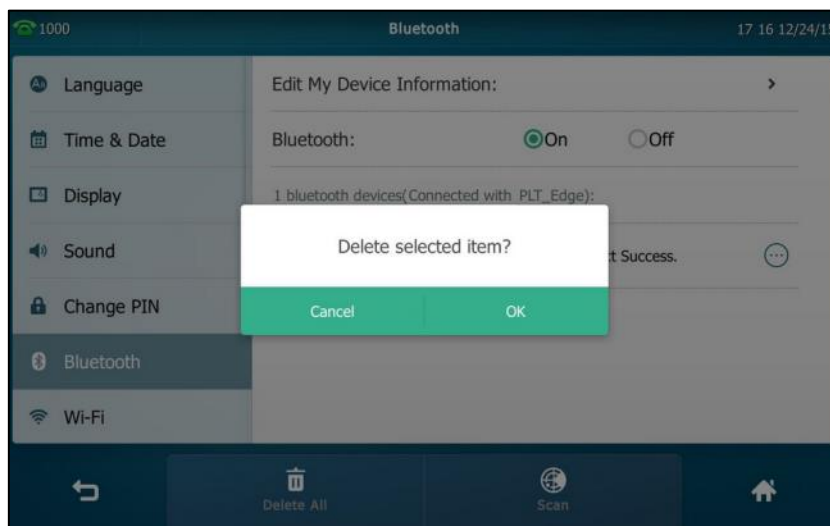 1000 Bluetooth 17 16 12/24/15
Language
Edit My Device Information:
Time & Date
Bluetooth: On Off
Display
1 bluetooth devices(Connected with PLT_Edge):
Sound
Delete selected item?
t Success.
Change PIN
Cancel OK
Bluetooth
Wi-Fi
Delete All Scan